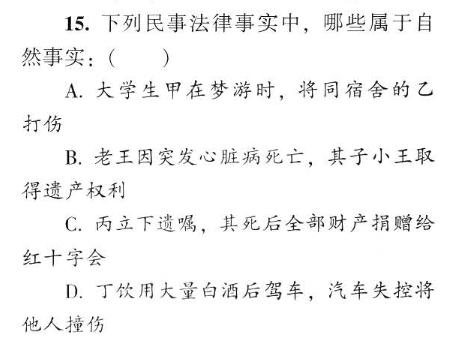 15. 下列民事法律事实中，哪些属于自
然事实：(　　)
A. 大学生甲在梦游时，将同宿舍的乙
打伤
B. 老王因突发心脏病死亡，其子小王取
得遗产权利
C. 丙立下遗嘱，其死后全部财产捐赠给
红十字会
D. 丁饮用大量白酒后驾车，汽车失控将
他人撞伤